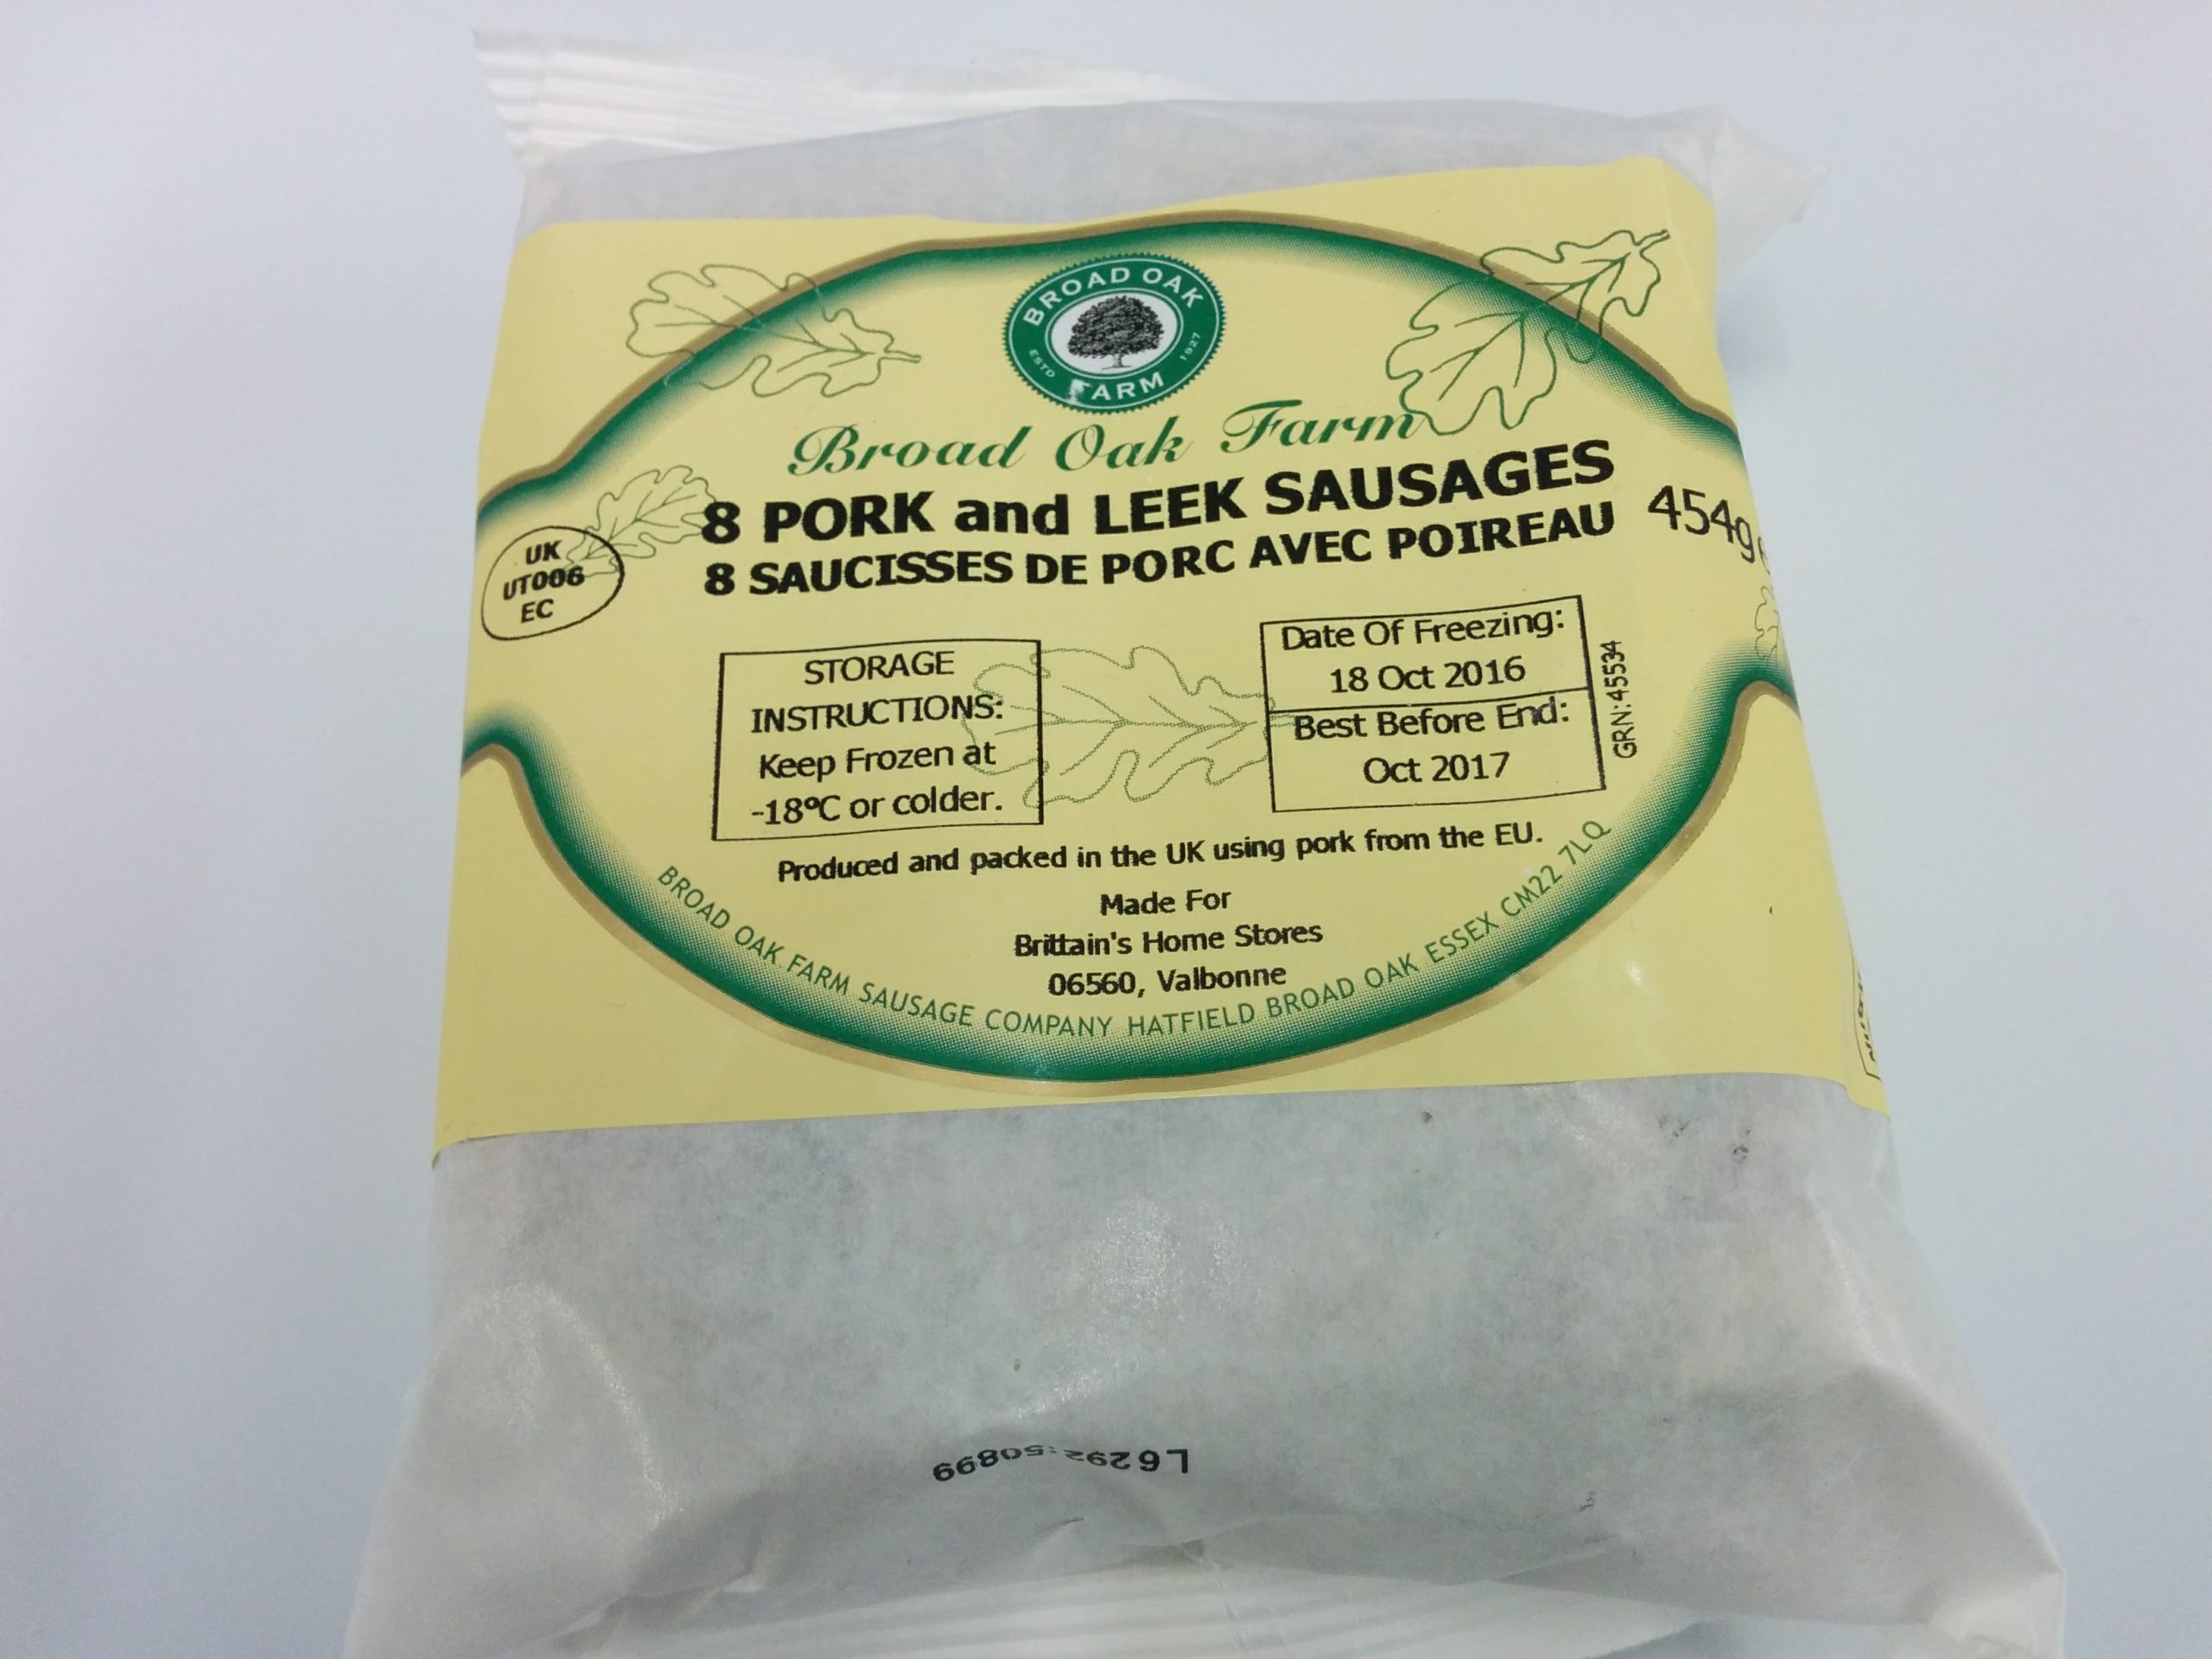 BROAD OAK
ESTD 1927
FARM
Broad Oak Farm
8 PORK and LEEK SAUSAGES
8 SAUCISSES DE PORC AVEC POIREAU
454g
UK
UT006
EC
STORAGE
INSTRUCTIONS:
Keep Frozen at
-18°C or colder.
Date Of Freezing:
18 Oct 2016
Best Before End:
Oct 2017
GRN:45534
Produced and packed in the UK using pork from the EU.
Made For
Brittain's Home Stores
06560, Valbonne
BROAD OAK FARM SAUSAGE COMPANY HATFIELD BROAD OAK ESSEX CM22 7LQ
L6292:50899